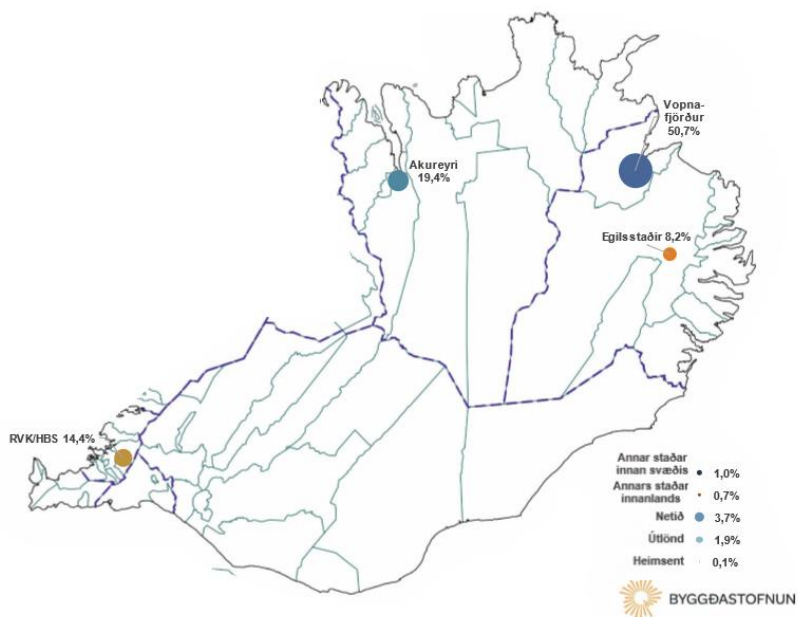 Vopna-
fjörður
50,7%
Akureyri
19,4%
Egilsstaðir 8,2%
RVK/HBS 14,4%
Annar staðar
innan svæðis
1,0%
Annars staðar
innanlands
0,7%
Netið
3,7%
Útlönd
1,9%
Heimsent
0,1%
BYGGÐASTOFNUN